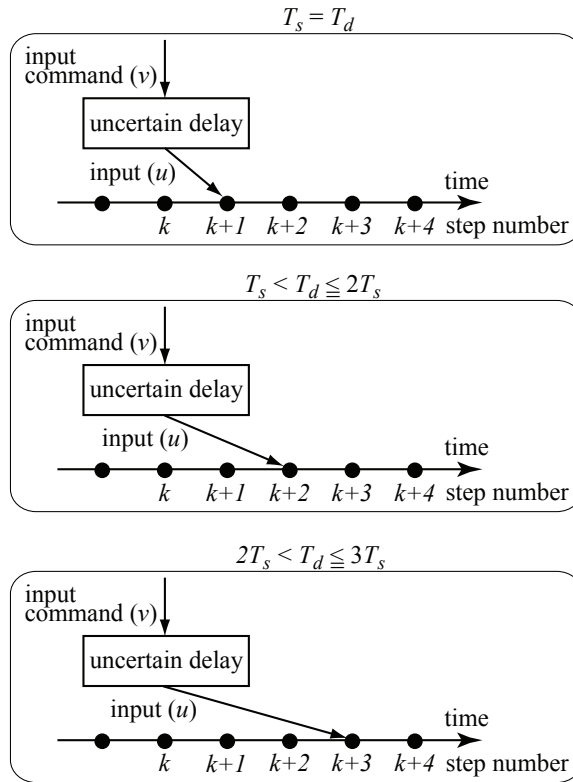 T_s = T_d
input
command (v)
uncertain delay
input (u)
time
k k+1 k+2 k+3 k+4 step number
T_s < T_d ≦ 2T_s
input
command (v)
uncertain delay
input (u)
time
k k+1 k+2 k+3 k+4 step number
2T_s < T_d ≦ 3T_s
input
command (v)
uncertain delay
input (u)
time
k k+1 k+2 k+3 k+4 step number